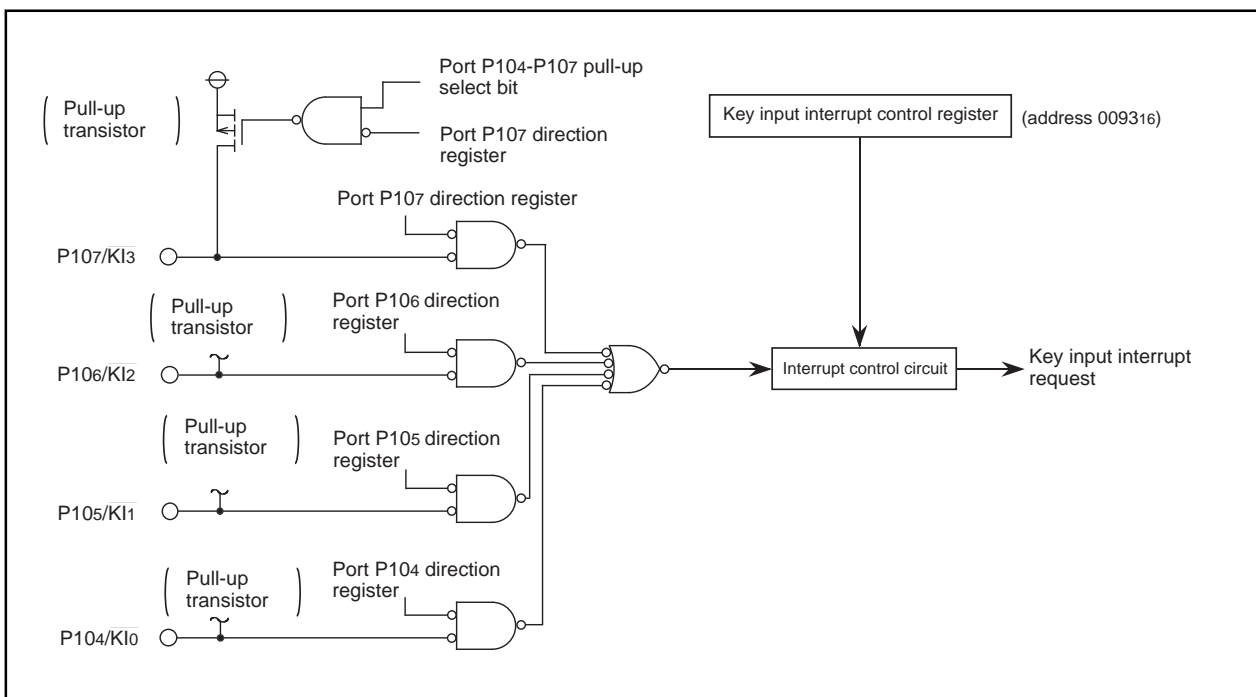 Port P104-P107 pull-up
select bit
( Pull-up
transistor )
Key input interrupt control register
(address 009316)
Port P107 direction
register
Port P107 direction register
P107/KI3
( Pull-up
transistor )
Port P106 direction
register
P106/KI2
Interrupt control circuit
Key input interrupt
request
( Pull-up
transistor )
Port P105 direction
register
P105/KI1
( Pull-up
transistor )
Port P104 direction
register
P104/KI0